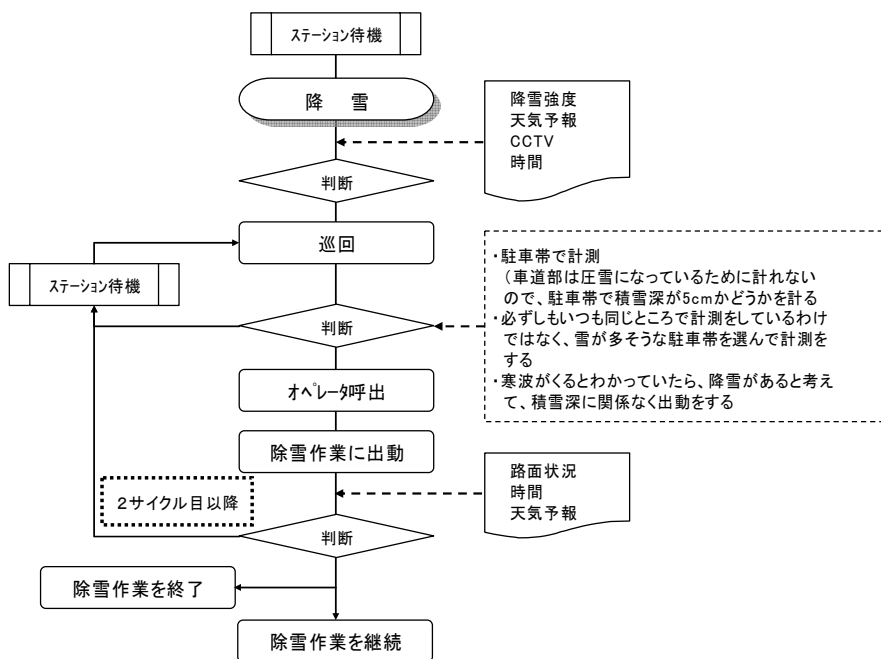 ステーション待機
降　雪
降雪強度
天気予報
CCTV
時間
判断
巡回
ステーション待機
・駐車帯で計測
（車道部は圧雪になっているために計れない
ので、駐車帯で積雪深が5cmかどうかを計る
・必ずしもいつも同じところで計測をしているわけ
ではなく、雪が多そうな駐車帯を選んで計測を
する
・寒波がくるとわかっていたら、降雪があると考え
て、積雪深に関係なく出動をする
判断
オペレータ呼出
除雪作業に出動
路面状況
時間
天気予報
２サイクル目以降
判断
除雪作業を終了
除雪作業を継続